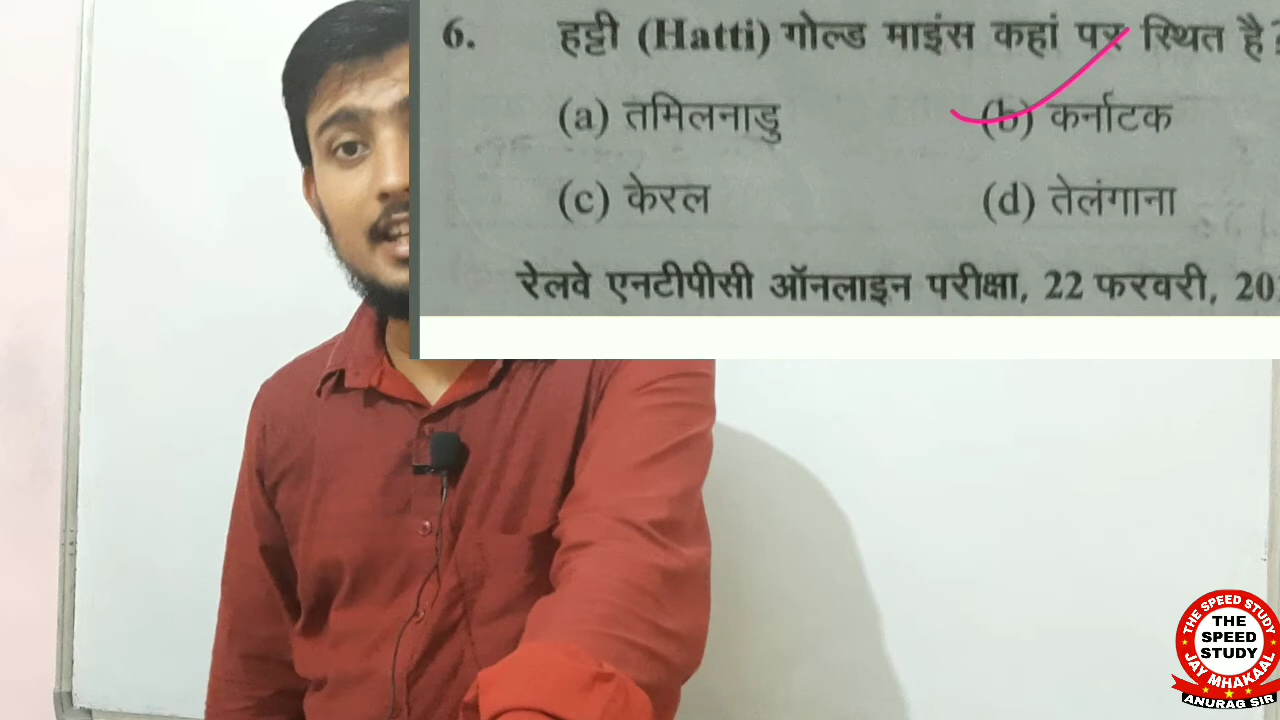 6. हट्टी (Hatti) गोल्ड माइंस कहां पर स्थित है?
(a) तमिलनाडु (b) कर्नाटक
(c) केरल (d) तेलंगाना
रेलवे एनटीपीसी ऑनलाइन परीक्षा, 22 फरवरी, 20
THE SPEED STUDY
THE
SPEED
STUDY
JAY MHAKAAL
ANURAG SIR